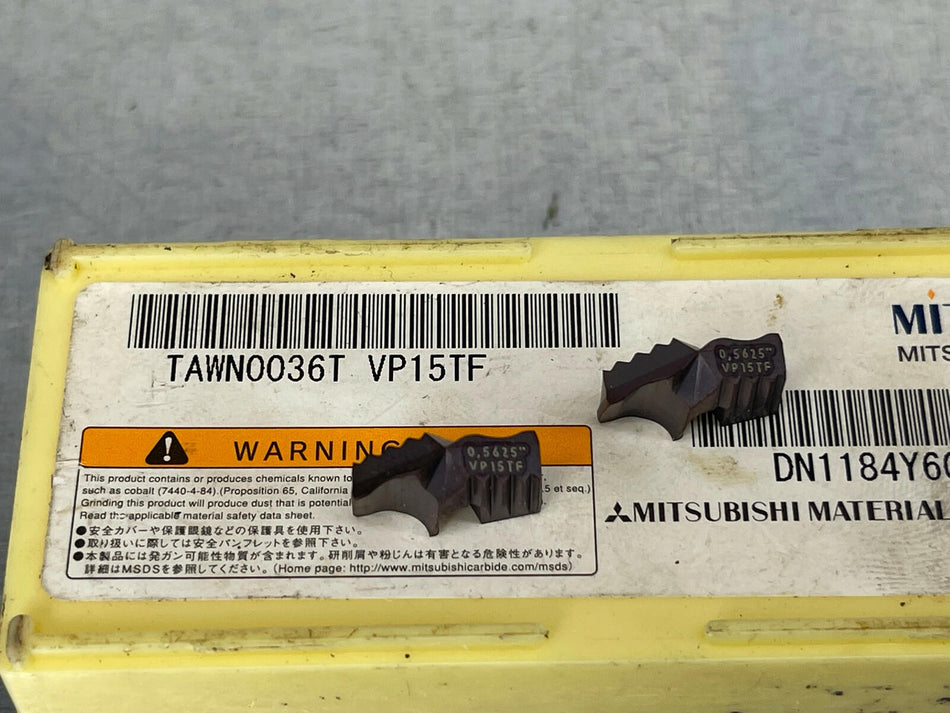 TAWN0036T VP15TF
WARNING
This product contains or produces chemicals known to
such as cobalt (7440-4-84).(Proposition 65, California .5 et seq.)
Grinding this product will produce dust that is potential
Read the applicable material safety data sheet.
●安全カバーや保護眼鏡などの保護具を使用下さい。
●取り扱いに際しては安全パンフレットを参照下さい。
●本製品には発ガン可能性物質が含まれます。研削屑や粉じんは有害となる危険性があります。
詳細はMSDSを参照してください。(Home page: http://www.mitsubishicarbide.com/msds)
0.5625"
VP15TF
0.5625"
VP15TF
DN1184Y6
MITSUBISHI MATERIAL